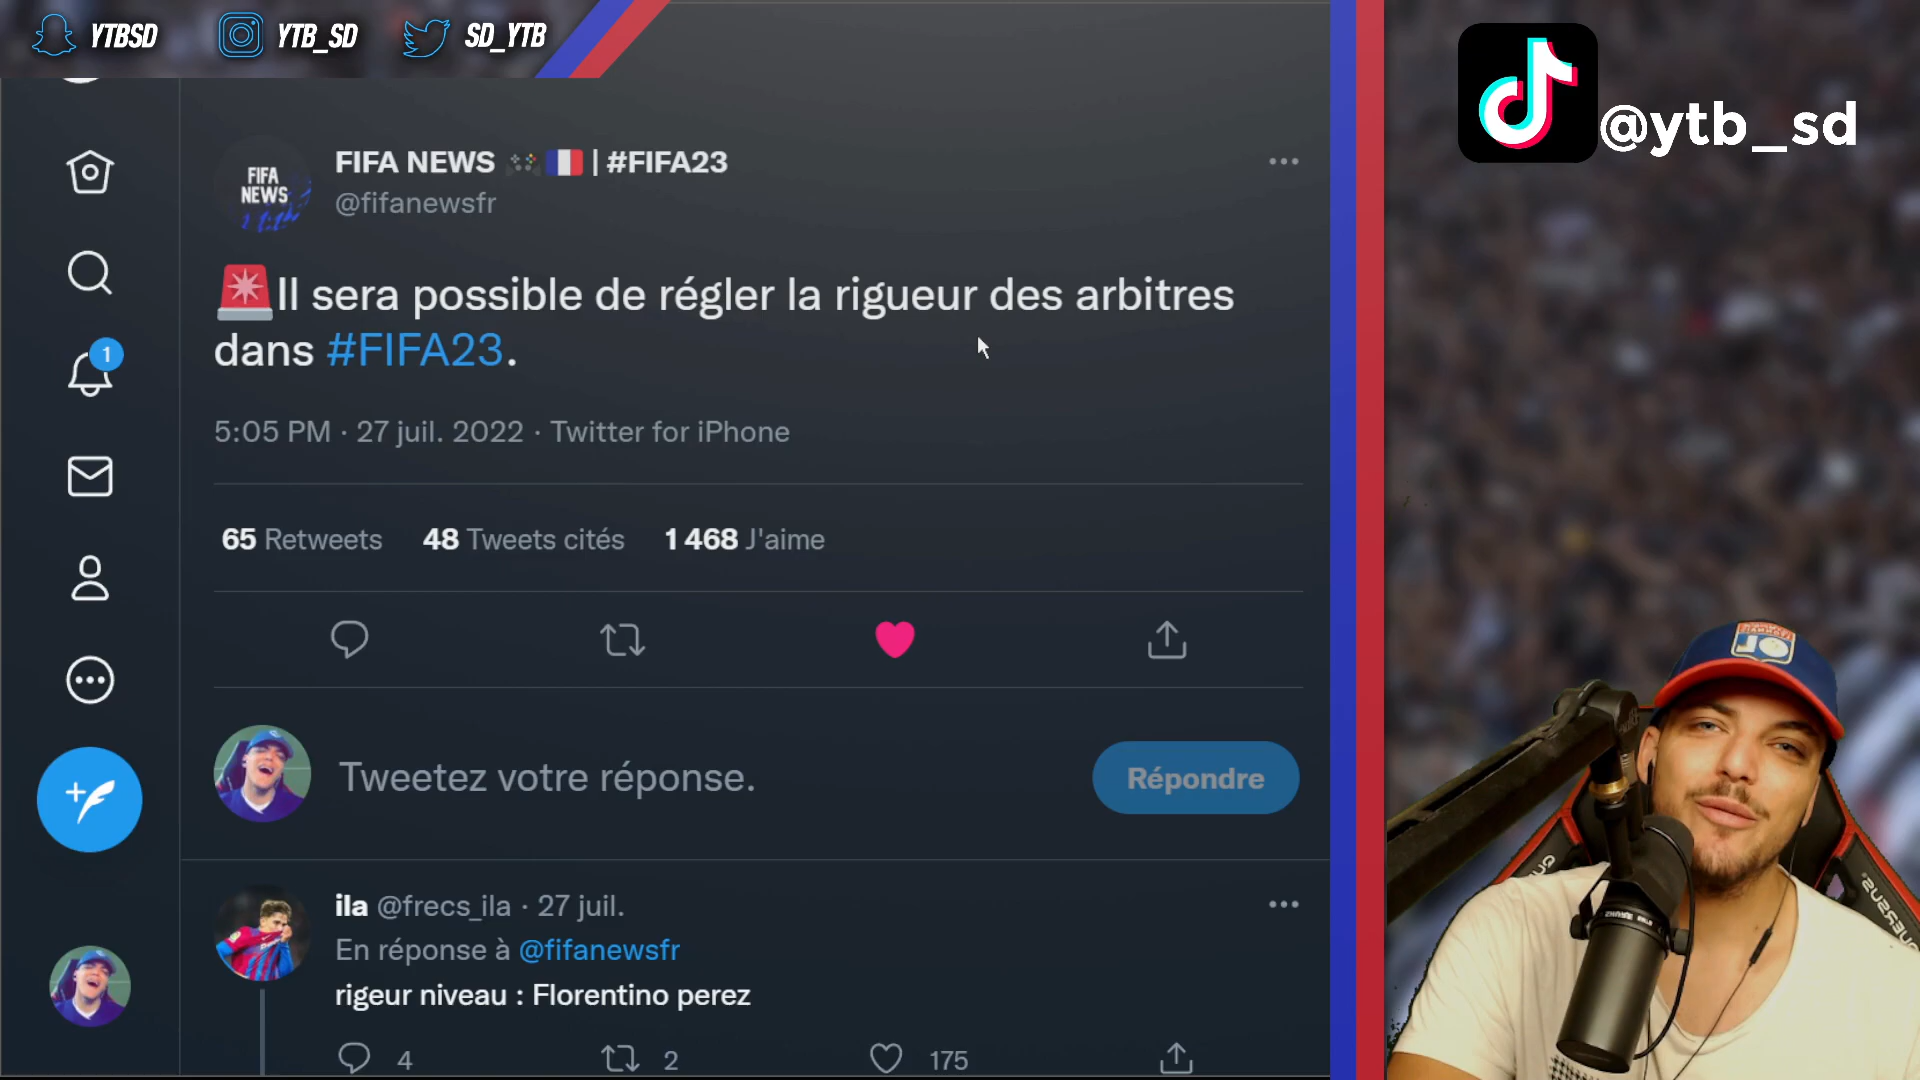 YTBSD
YTB_SD
SD_YTB
@ytb_sd
FIFA NEWS 🎮🇫🇷 | #FIFA23
@fifanewsfr
FIFA
NEWS
🚨Il sera possible de régler la rigueur des arbitres
dans #FIFA23.
5:05 PM · 27 juil. 2022 · Twitter for iPhone
65 Retweets 48 Tweets cités 1 468 J'aime
1
Tweetez votre réponse.
Répondre
ila @frecs_ila · 27 juil.
En réponse à @fifanewsfr
rigeur niveau : Florentino perez
4 2 175